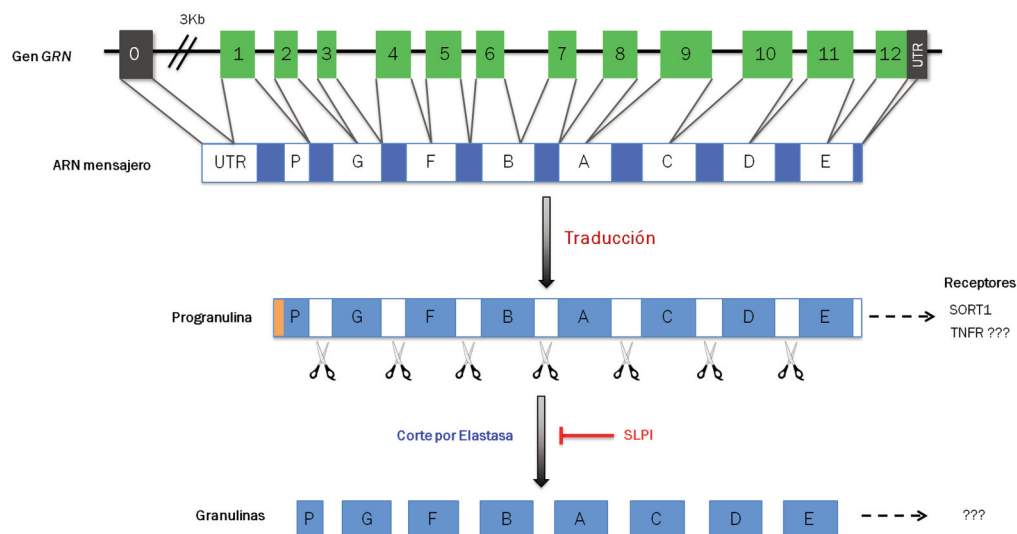 3Kb
Gen GRN
0 1 2 3 4 5 6 7 8 9 10 11 12 UTR
ARN mensajero
UTR P G F B A C D E
Traducción
Receptores
Progranulina
P G F B A C D E
SORT1
TNFR ???
Corte por Elastasa
SLPI
Granulinas
P G F B A C D E
???